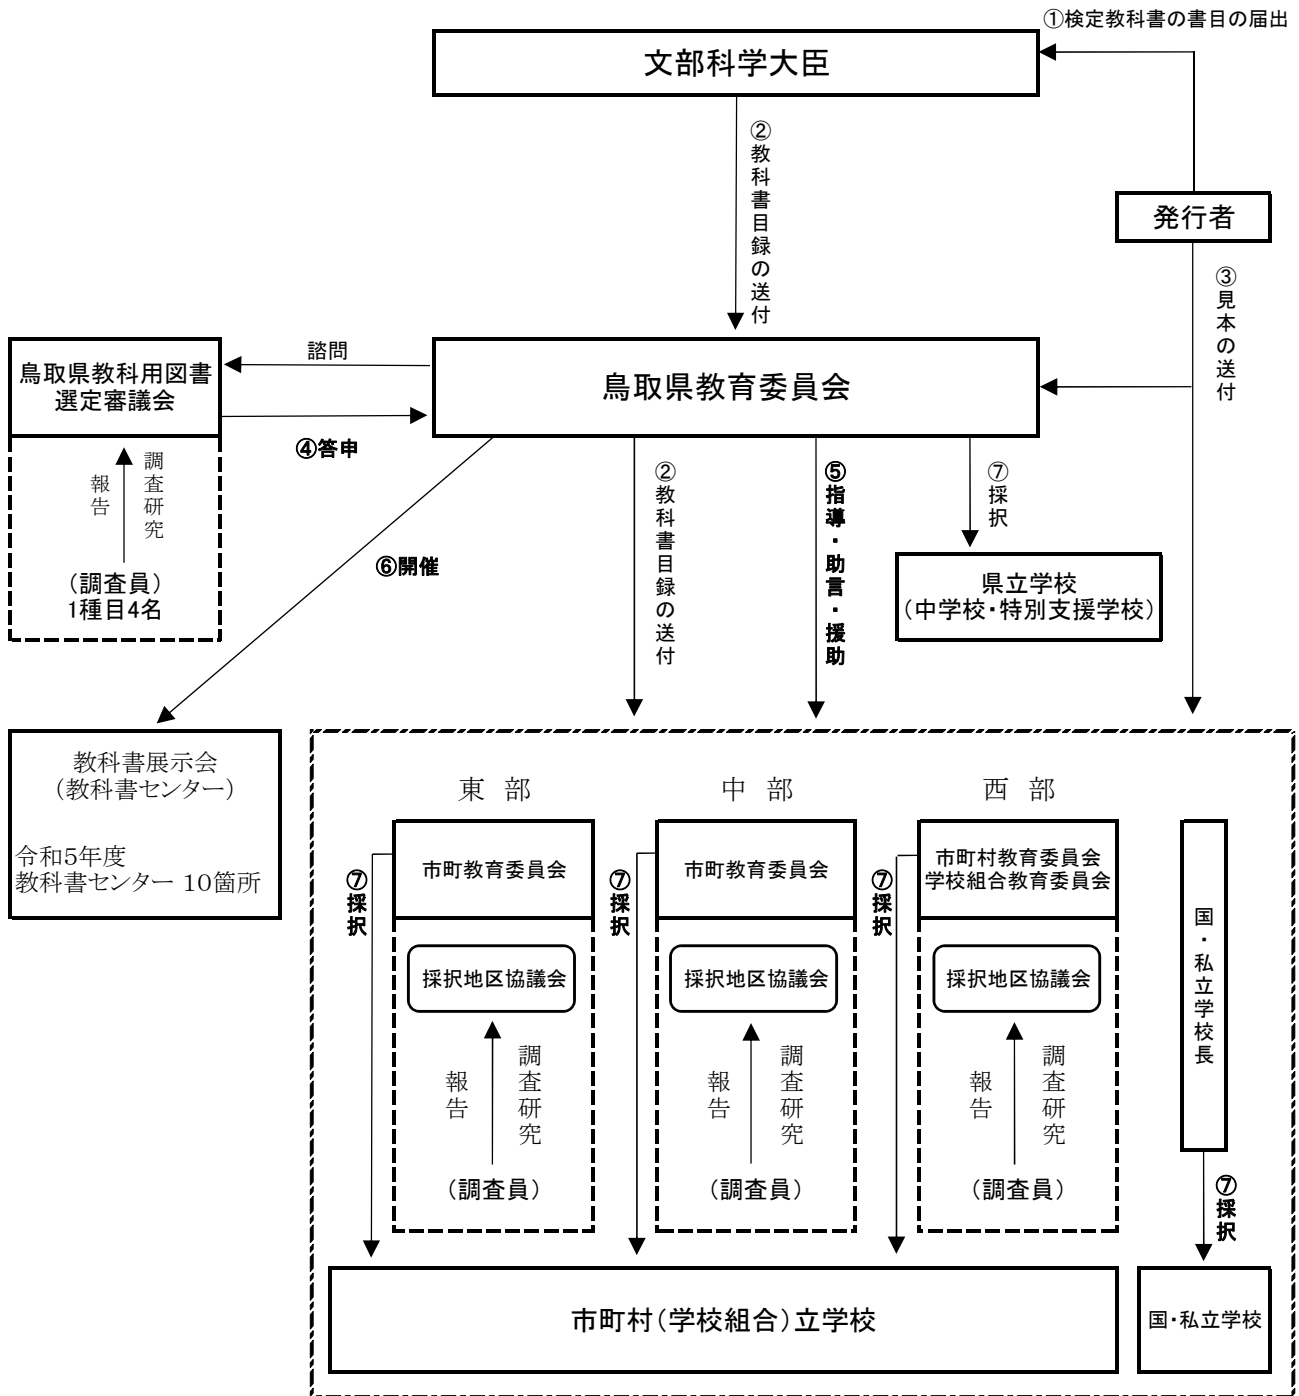 ①検定教科書の書目の届出
文部科学大臣
②教科書目録の送付
発行者
③見本の送付
鳥取県教科用図書
選定審議会
諮問
④答申
鳥取県教育委員会
調査研究
報告
(調査員)
1種目4名
⑥開催
②教科書目録の送付
⑤指導・助言・援助
⑦採択
県立学校
(中学校・特別支援学校)
教科書展示会
(教科書センター)
令和5年度
教科書センター 10箇所
東 部
中 部
西 部
市町教育委員会
市町教育委員会
市町村教育委員会
学校組合教育委員会
⑦採択
⑦採択
⑦採択
採択地区協議会
採択地区協議会
採択地区協議会
国・私立学校長
調査研究
報告
調査研究
報告
調査研究
報告
(調査員)
(調査員)
(調査員)
⑦採択
市町村(学校組合)立学校
国・私立学校